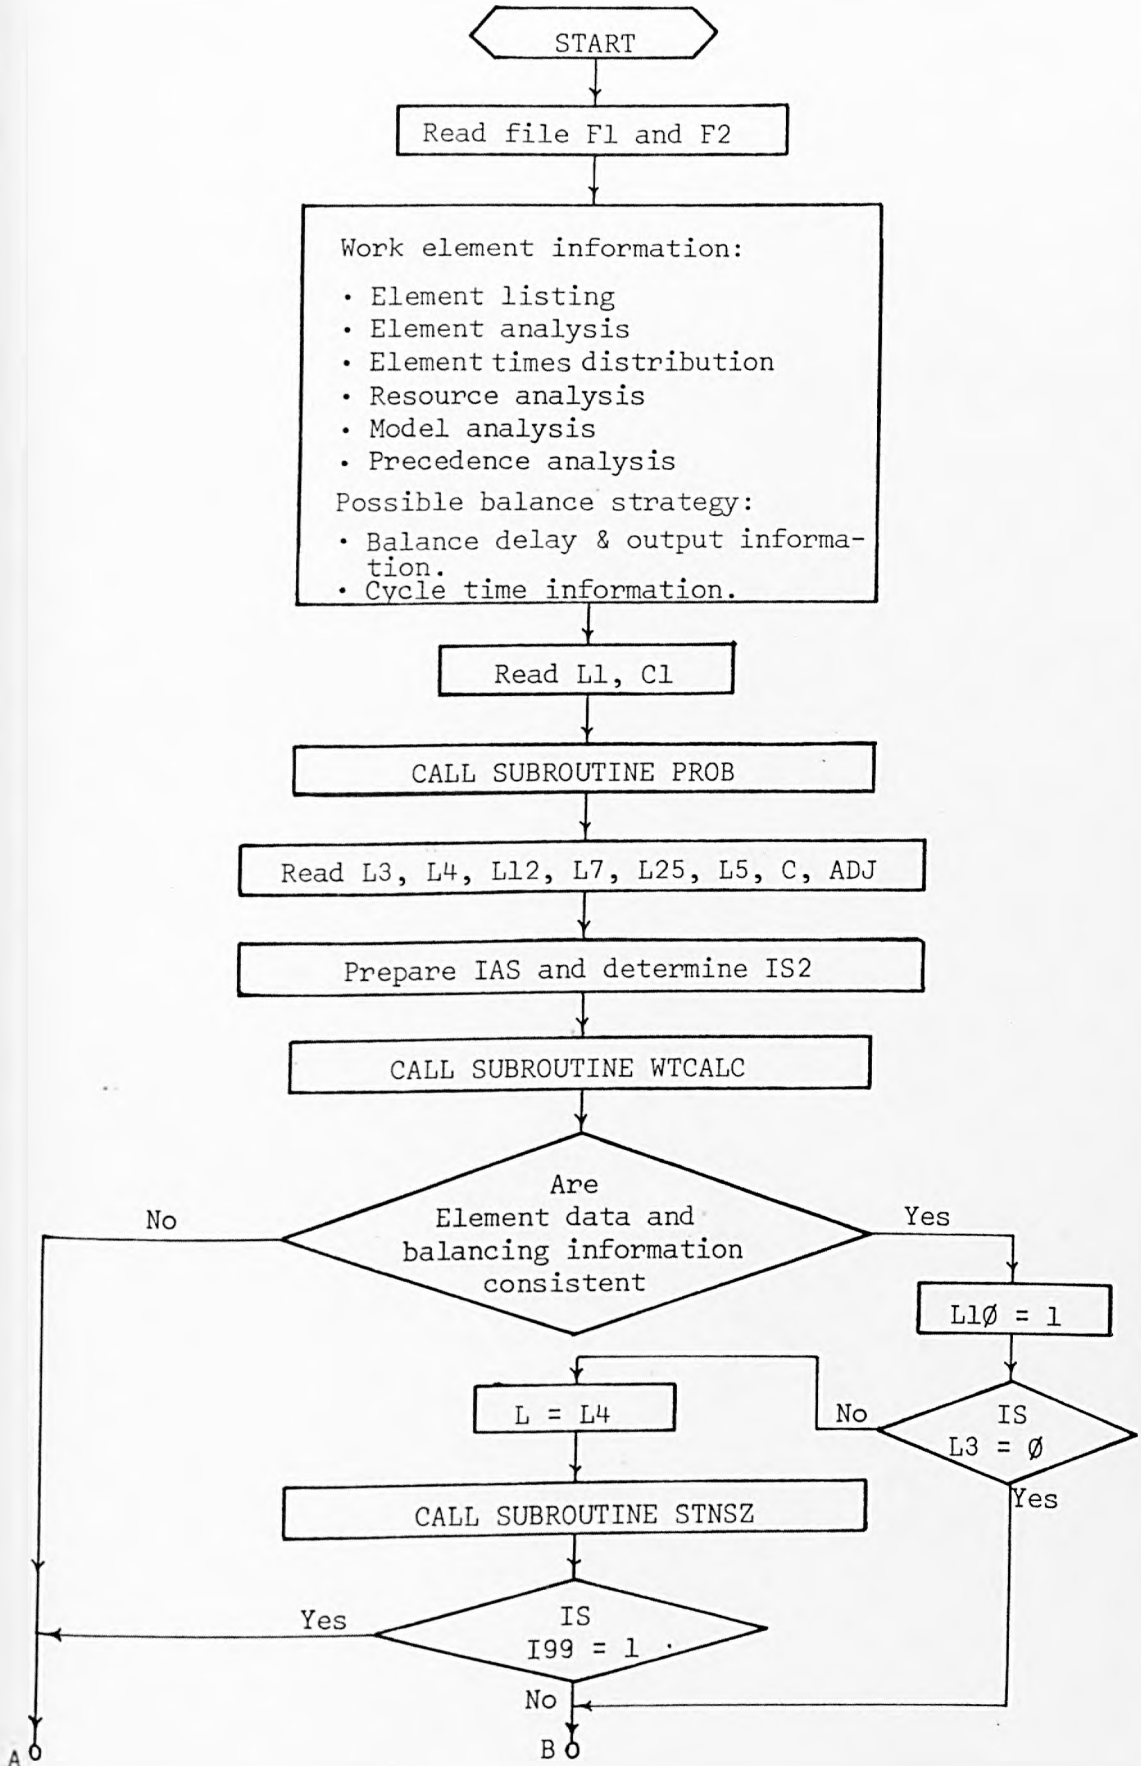 START
Read file F1 and F2
Work element information:
• Element listing
• Element analysis
• Element times distribution
• Resource analysis
• Model analysis
• Precedence analysis
Possible balance strategy:
• Balance delay & output informa-
tion.
• Cycle time information.
Read L1, C1
CALL SUBROUTINE PROB
Read L3, L4, L12, L7, L25, L5, C, ADJ
Prepare IAS and determine IS2
CALL SUBROUTINE WTCALC
Are
Element data and
balancing information
consistent
No
Yes
L1Ø = 1
IS
L3 = Ø
No
Yes
L = L4
CALL SUBROUTINE STNSZ
IS
I99 = 1
Yes
No
A
B